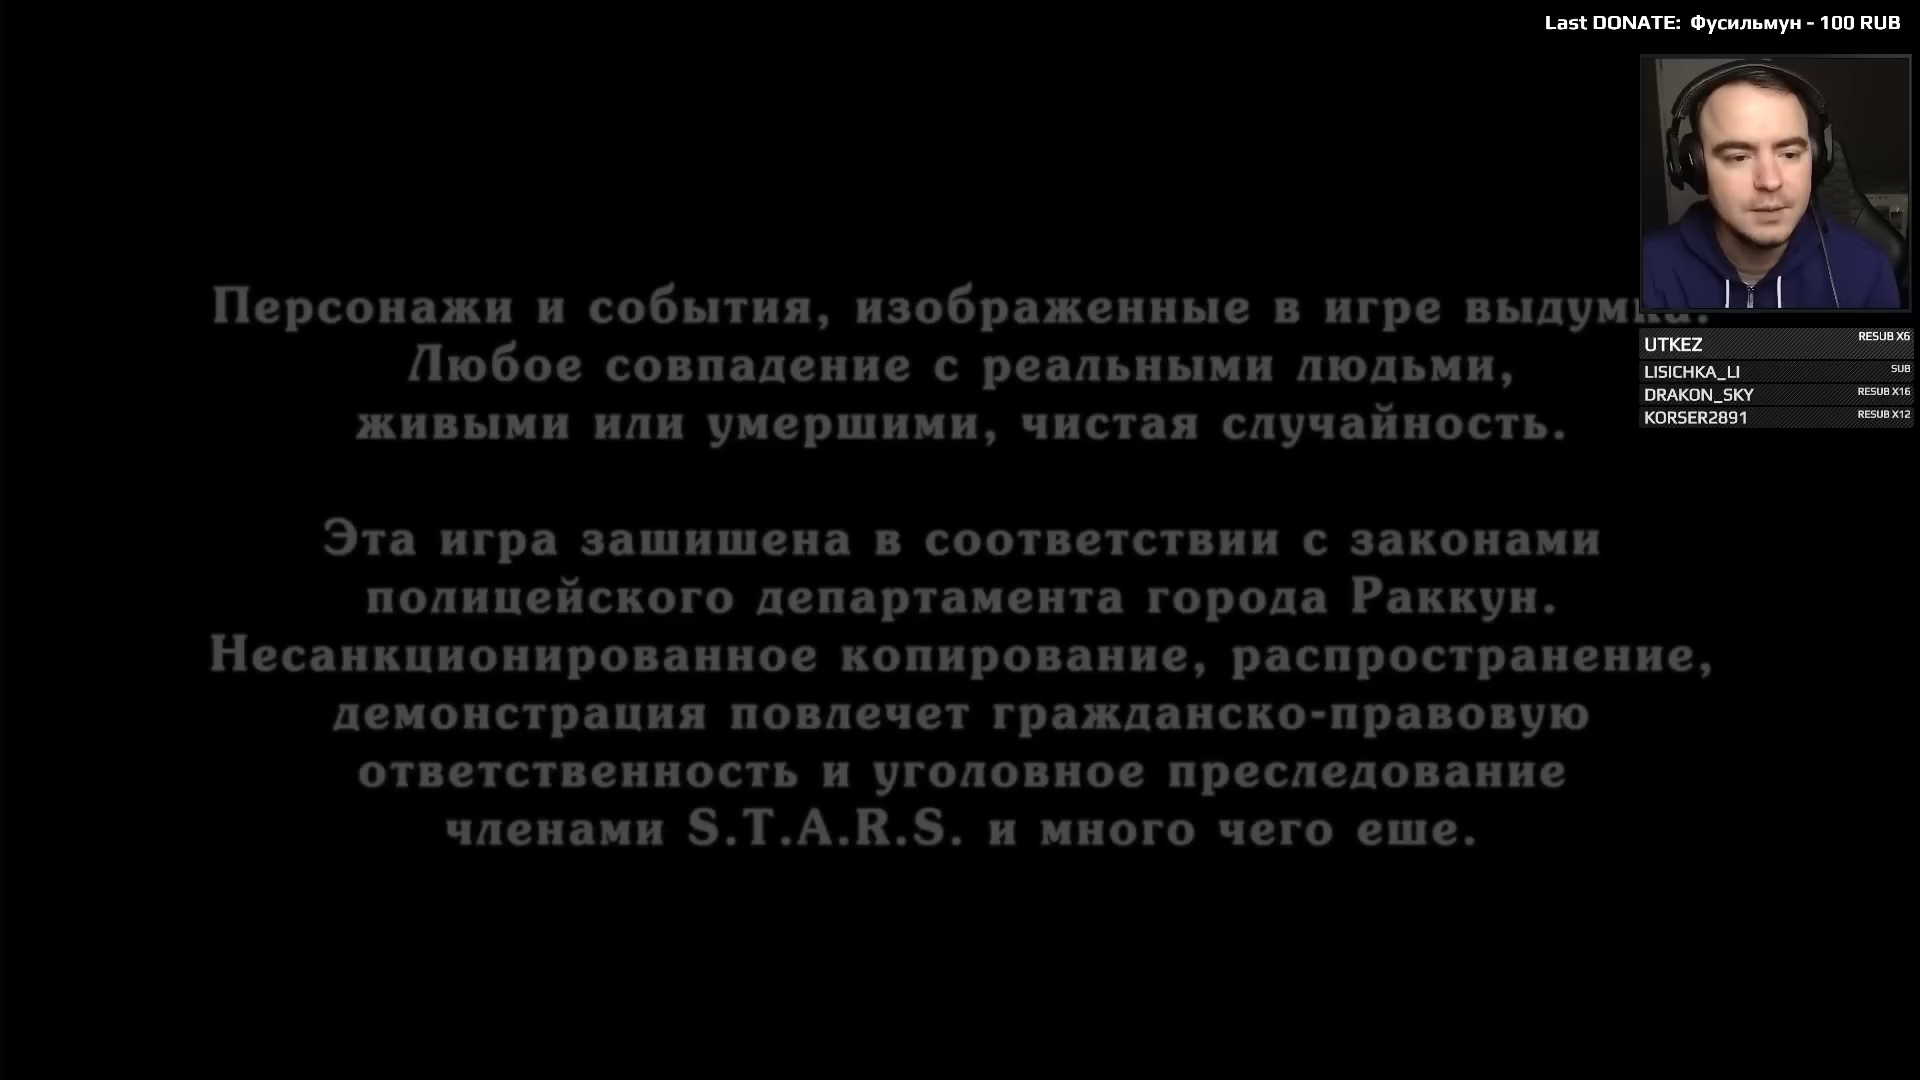 Last DONATE: Фусильмун - 100 RUB
Персонажи и события, изображенные в игре
Любое совпадение с реальными людьми,
живыми или умершими, чистая случайность.
Эта игра зашишена в соответствии с законами
полицейского департамента города Раккун.
Несанкционированное копирование, распространение,
демонстрация повлечет гражданско-правовую
ответственность и уголовное преследование
членами S.T.A.R.S. и много чего еше.
UTKEZ RESUB X6
LISICHKA_LI SUB
DRAKON_SKY RESUB X16
KORSER2891 RESUB X12